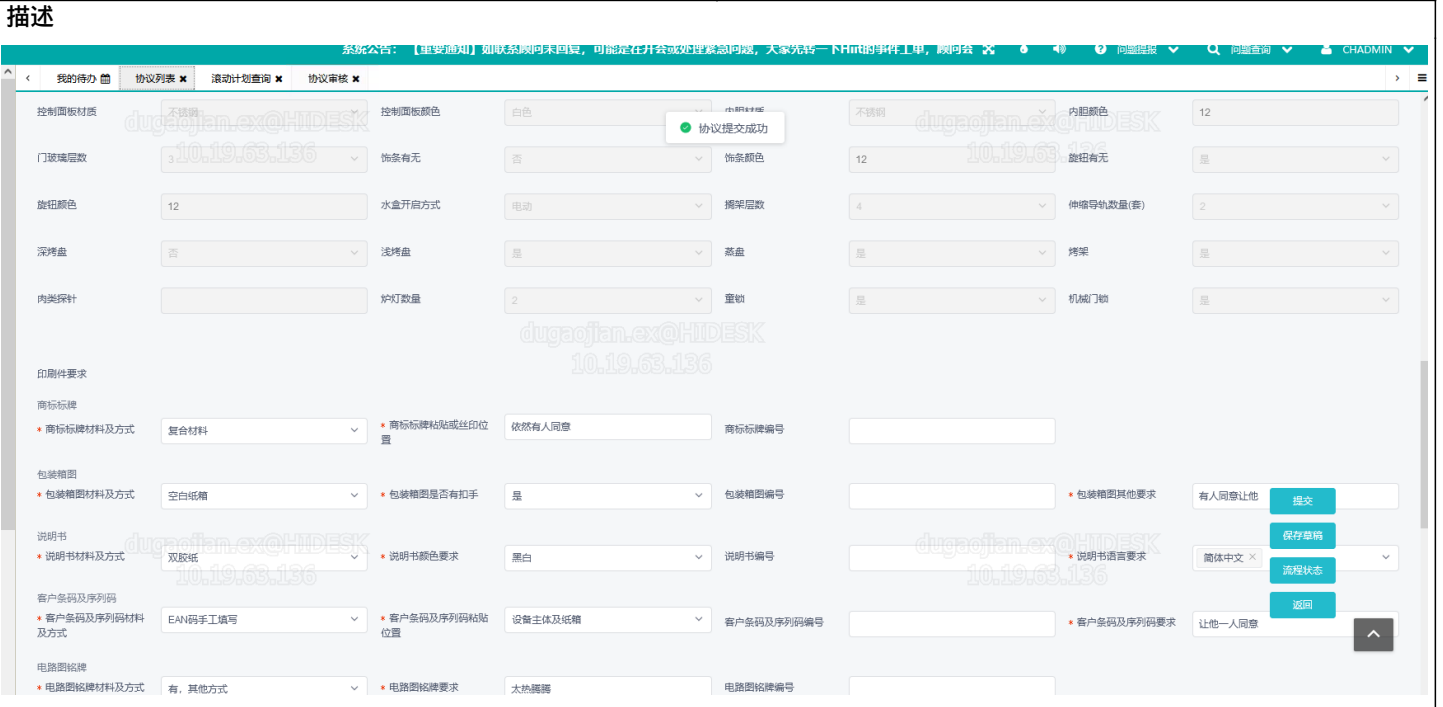 描述
系统公告： 【重要通知】如联系顾问未回复，可能是在开会或处理紧急问题，大家先转一下Hiit的事件工单，顾问会 问题提报 问题查询 CHADMIN
我的待办 协议列表 滚动计划查询 协议审核
协议提交成功
控制面板材质 不锈钢 控制面板颜色 白色 内胆材质 不锈钢 内胆颜色 12
门玻璃层数 3 饰条有无 否 饰条颜色 12 旋钮有无 是
旋钮颜色 12 水盒开启方式 电动 搁架层数 4 伸缩导轨数量(套) 2
深烤盘 否 浅烤盘 是 蒸盘 是 烤架 是
肉类探针 炉灯数量 2 童锁 是 机械门锁 是
dugaojian.ex@HIDESK
10.19.63.136
印刷件要求
商标标牌
* 商标标牌材料及方式 复合材料 * 商标标牌粘贴或丝印位置 依然有人同意 商标标牌编号
包装箱图
* 包装箱图材料及方式 空白纸箱 * 包装箱图是否有扣手 是 包装箱图编号 * 包装箱图其他要求 有人同意让他
提交
说明书
保存草稿
* 说明书材料及方式 双胶纸 * 说明书颜色要求 黑白 说明书编号 * 说明书语言要求 简体中文 ×
流程状态
客户条码及序列码
返回
* 客户条码及序列码材料及方式 EAN码手工填写 * 客户条码及序列码粘贴位置 设备主体及纸箱 客户条码及序列码编号 * 客户条码及序列码要求 让他一人同意
电路图铭牌
* 电路图铭牌材料及方式 有，其他方式 * 电路图铭牌要求 太热腾腾 电路图铭牌编号